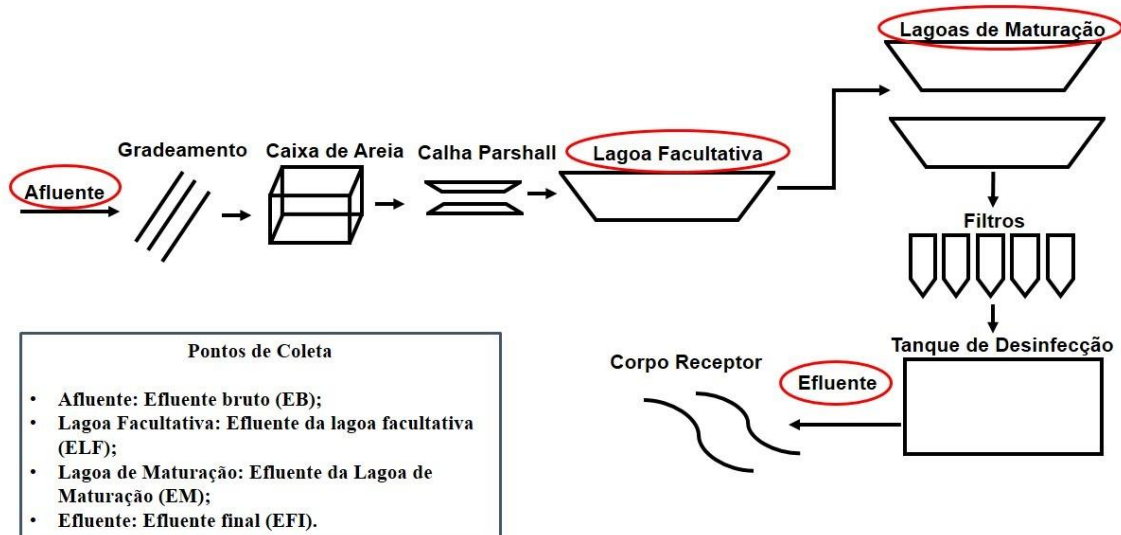 Lagoas de Maturação
Gradeamento
Caixa de Areia
Calha Parshall
Lagoa Facultativa
Afluente
Filtros
Tanque de Desinfecção
Corpo Receptor
Efluente
Pontos de Coleta
• Afluente: Efluente bruto (EB);
• Lagoa Facultativa: Efluente da lagoa facultativa
(ELF);
• Lagoa de Maturação: Efluente da Lagoa de
Maturação (EM);
• Efluente: Efluente final (EFI).